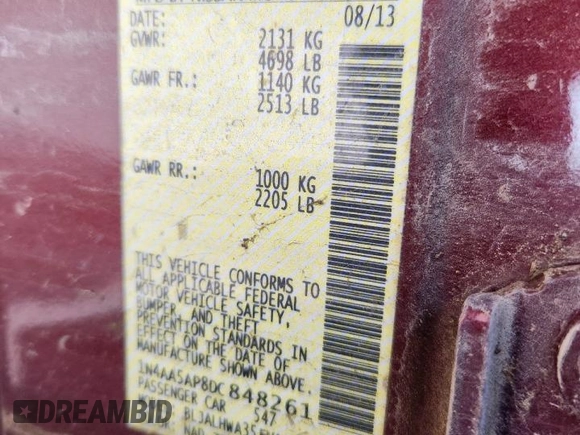 DATE: 08/13
GVWR: 2131 KG
4698 LB
GAWR FR.: 1140 KG
2513 LB
GAWR RR.: 1000 KG
2205 LB
THIS VEHICLE CONFORMS TO
ALL APPLICABLE FEDERAL
MOTOR VEHICLE SAFETY,
BUMPER, AND THEFT
PREVENTION STANDARDS IN
EFFECT ON THE DATE OF
MANUFACTURE SHOWN ABOVE.
1N4AA5AP8DC848261
PASSENGER CAR S47
DREAMBID
AUTOMOTIVE